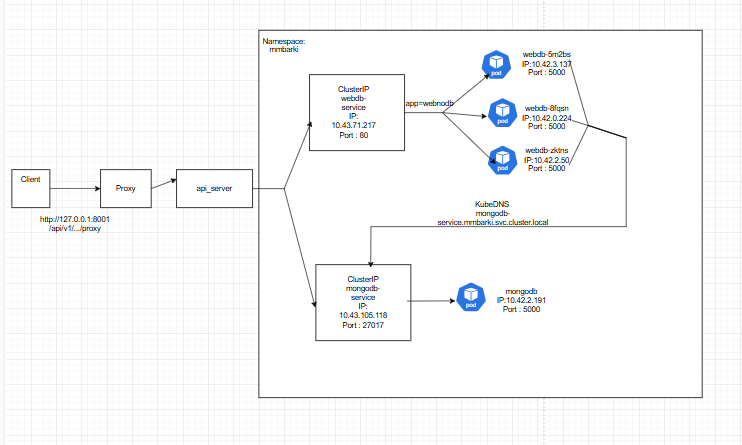 Namespace:
mmbarki
Client
Proxy
http://127.0.0.1:8001
/api/v1/.../proxy
api_server
ClusterIP
webdb-
service
IP:
10.43.71.217
Port : 80
app=webnodb
pod
webdb-5m2bs
IP:10.42.3.137
Port : 5000
pod
webdb-8fqsn
IP:10.42.0.224
Port : 5000
pod
webdb-zktns
IP:10.42.2.50
Port : 5000
KubeDNS
mongodb-
service.mmbarki.svc.cluster.local
ClusterIP
mongodb-
service
IP:
10.43.105.118
Port : 27017
pod
mongodb
IP:10.42.2.191
Port : 5000